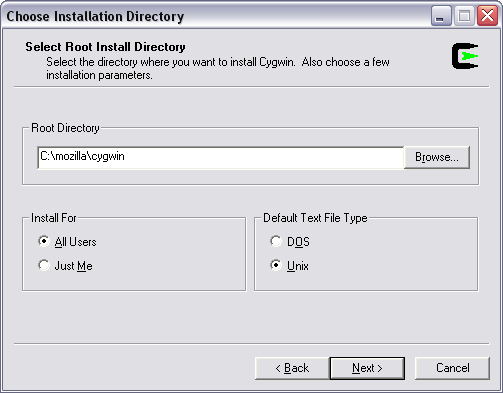 Choose Installation Directory
Select Root Install Directory
Select the directory where you want to install Cygwin.  Also choose a few
installation parameters.
Root Directory
C:\mozilla\cygwin
Browse...
Install For
Default Text File Type
All Users
DOS
Just Me
Unix
< Back
Next >
Cancel